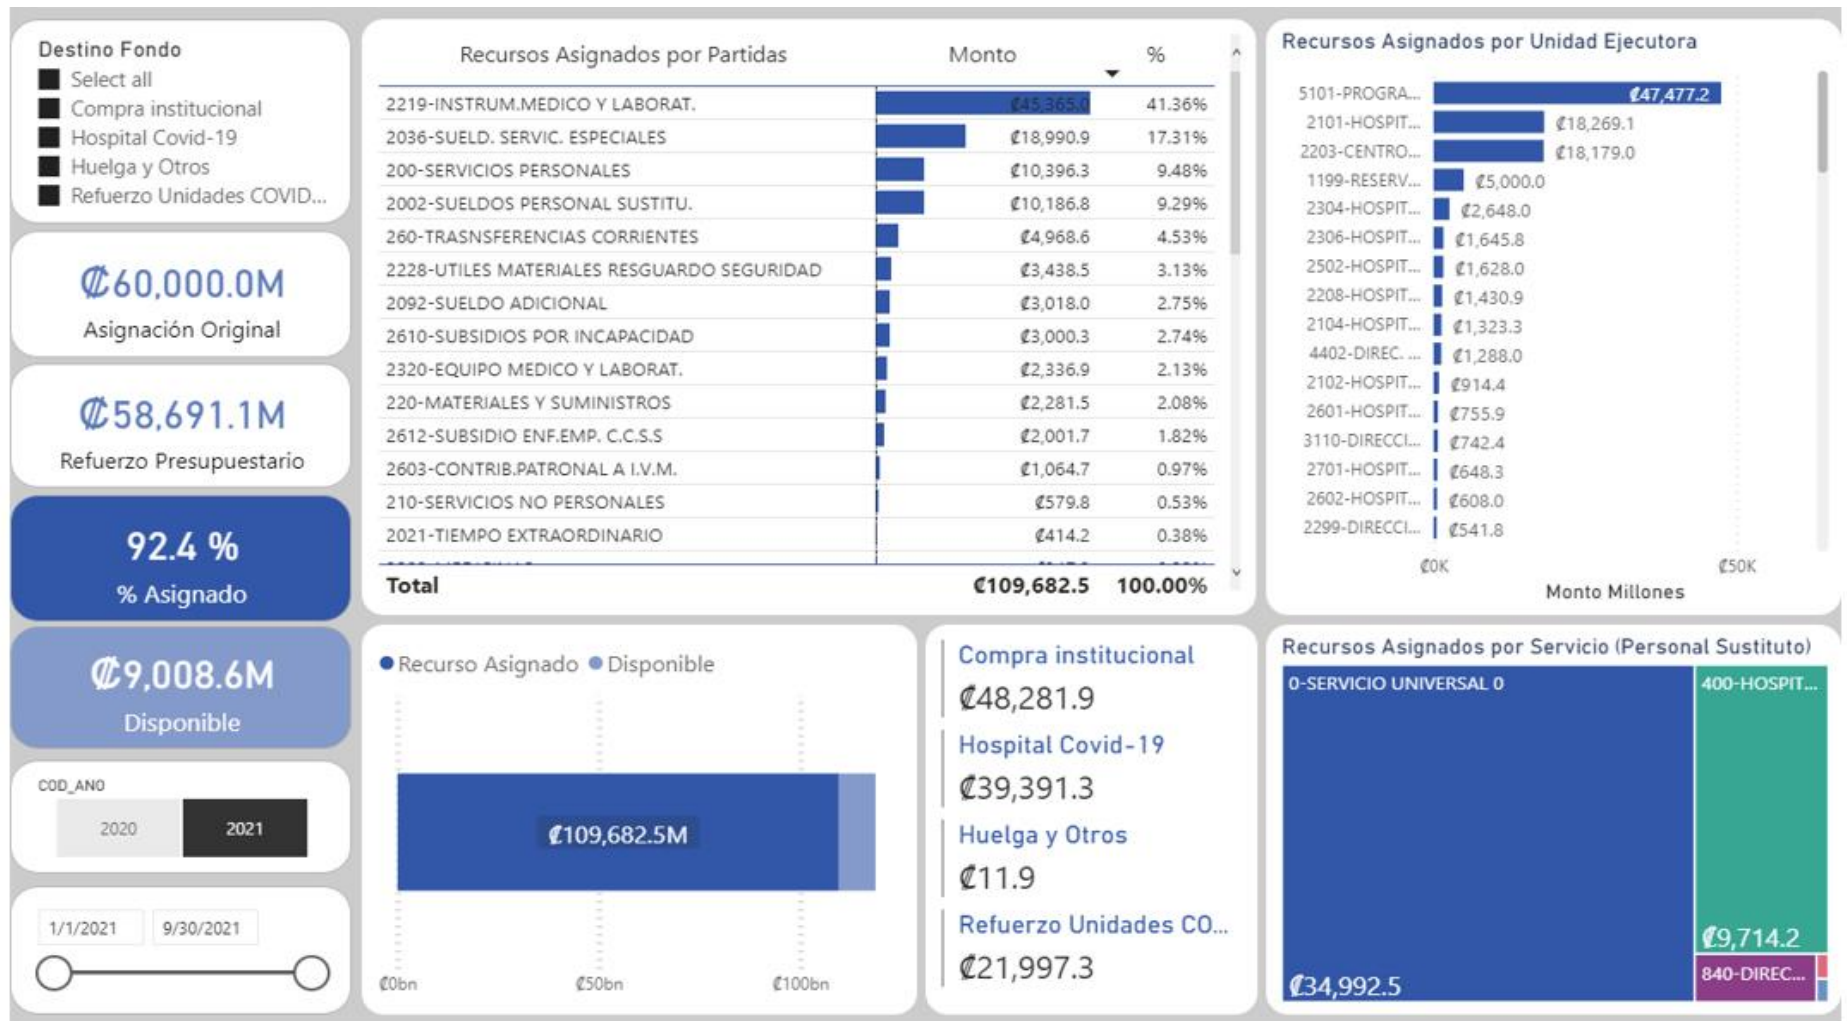 Destino Fondo
Select all
Compra institucional
Hospital Covid-19
Huelga y Otros
Refuerzo Unidades COVID...
₡60,000.0M
Asignación Original
₡58,691.1M
Refuerzo Presupuestario
92.4 %
% Asignado
₡9,008.6M
Disponible
COD_ANO
2020 2021
1/1/2021 9/30/2021
Recursos Asignados por Partidas Monto %
2219-INSTRUM.MEDICO Y LABORAT. ₡45,365.0 41.36%
2036-SUELD. SERVIC. ESPECIALES ₡18,990.9 17.31%
200-SERVICIOS PERSONALES ₡10,396.3 9.48%
2002-SUELDOS PERSONAL SUSTITU. ₡10,186.8 9.29%
260-TRASNSFERENCIAS CORRIENTES ₡4,968.6 4.53%
2228-UTILES MATERIALES RESGUARDO SEGURIDAD ₡3,438.5 3.13%
2092-SUELDO ADICIONAL ₡3,018.0 2.75%
2610-SUBSIDIOS POR INCAPACIDAD ₡3,000.3 2.74%
2320-EQUIPO MEDICO Y LABORAT. ₡2,336.9 2.13%
220-MATERIALES Y SUMINISTROS ₡2,281.5 2.08%
2612-SUBSIDIO ENF.EMP. C.C.S.S ₡2,001.7 1.82%
2603-CONTRIB.PATRONAL A I.V.M. ₡1,064.7 0.97%
210-SERVICIOS NO PERSONALES ₡579.8 0.53%
2021-TIEMPO EXTRAORDINARIO ₡414.2 0.38%
Total ₡109,682.5 100.00%
Recursos Asignados por Unidad Ejecutora
5101-PROGRA... ₡47,477.2
2101-HOSPIT... ₡18,269.1
2203-CENTRO... ₡18,179.0
1199-RESERV... ₡5,000.0
2304-HOSPIT... ₡2,648.0
2306-HOSPIT... ₡1,645.8
2502-HOSPIT... ₡1,628.0
2208-HOSPIT... ₡1,430.9
2104-HOSPIT... ₡1,323.3
4402-DIREC. ... ₡1,288.0
2102-HOSPIT... ₡914.4
2601-HOSPIT... ₡755.9
3110-DIRECCI... ₡742.4
2701-HOSPIT... ₡648.3
2602-HOSPIT... ₡608.0
2299-DIRECCI... ₡541.8
₡0K ₡50K
Monto Millones
Recurso Asignado Disponible
₡109,682.5M
₡0bn ₡50bn ₡100bn
Compra institucional
₡48,281.9
Hospital Covid-19
₡39,391.3
Huelga y Otros
₡11.9
Refuerzo Unidades CO...
₡21,997.3
Recursos Asignados por Servicio (Personal Sustituto)
0-SERVICIO UNIVERSAL 0
₡34,992.5
400-HOSPIT...
₡9,714.2
840-DIREC...